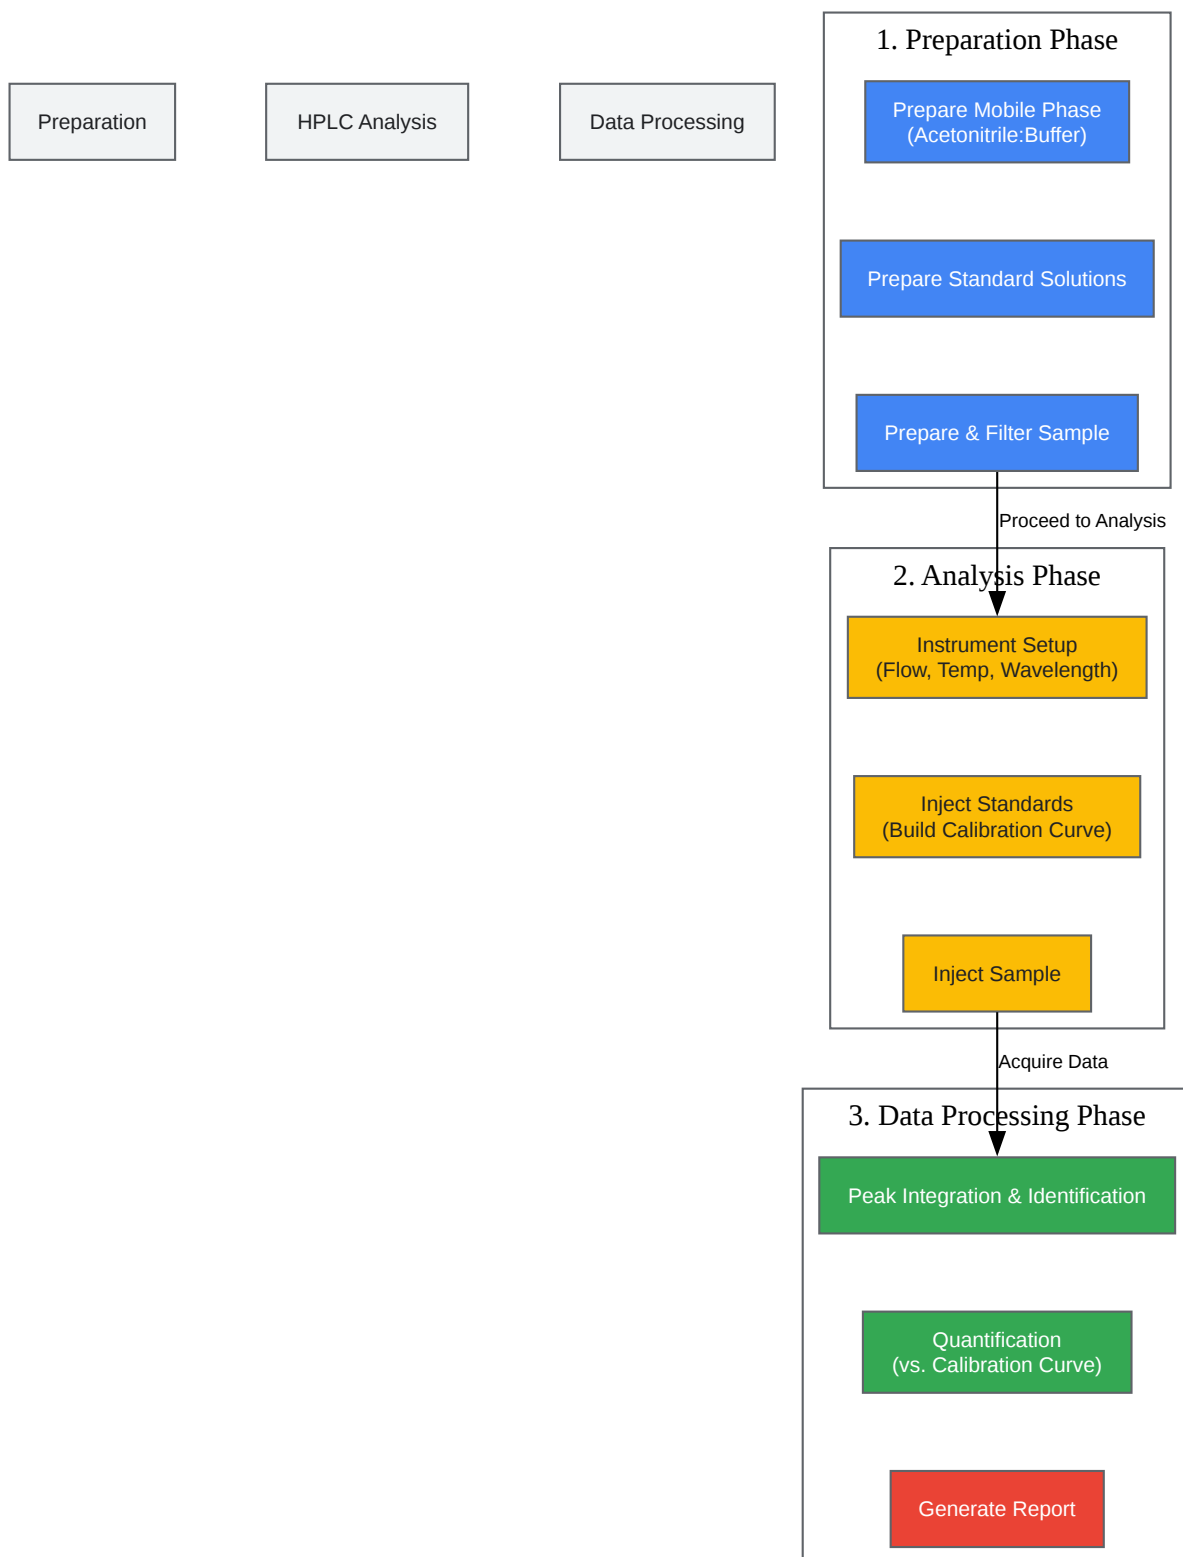 1. Preparation Phase
Preparation
HPLC Analysis
Data Processing
Prepare Mobile Phase
(Acetonitrile:Buffer)
Prepare Standard Solutions
Prepare & Filter Sample
Proceed to Analysis
2. Analysis Phase
Instrument Setup
(Flow, Temp, Wavelength)
Inject Standards
(Build Calibration Curve)
Inject Sample
Acquire Data
3. Data Processing Phase
Peak Integration & Identification
Quantification
(vs. Calibration Curve)
Generate Report